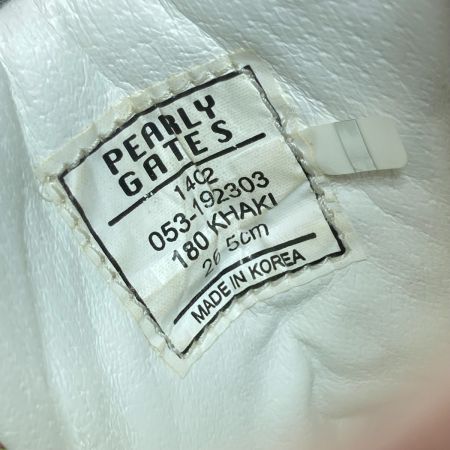 PEARLY
GATES
1402
053-192303
180 KHAKI
26.5cm
MADE IN KOREA